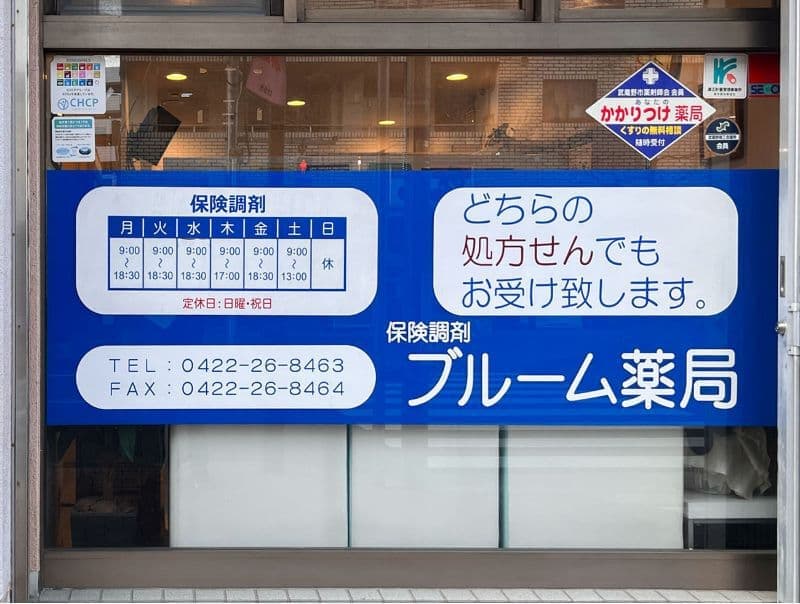 CHCP
武蔵野市薬剤師会 会員
あなたの
かかりつけ薬局
くすりの無料相談
随時受付
会員
SECO
保険調剤
月 火 水 木 金 土 日
9:00 9:00 9:00 9:00 9:00 9:00 休
〜 〜 〜 〜 〜 〜
18:30 18:30 18:30 17:00 18:30 13:00
定休日:日曜・祝日
どちらの
処方せんでも
お受け致します。
TEL:0422-26-8463
FAX:0422-26-8464
保険調剤
ブルーム薬局